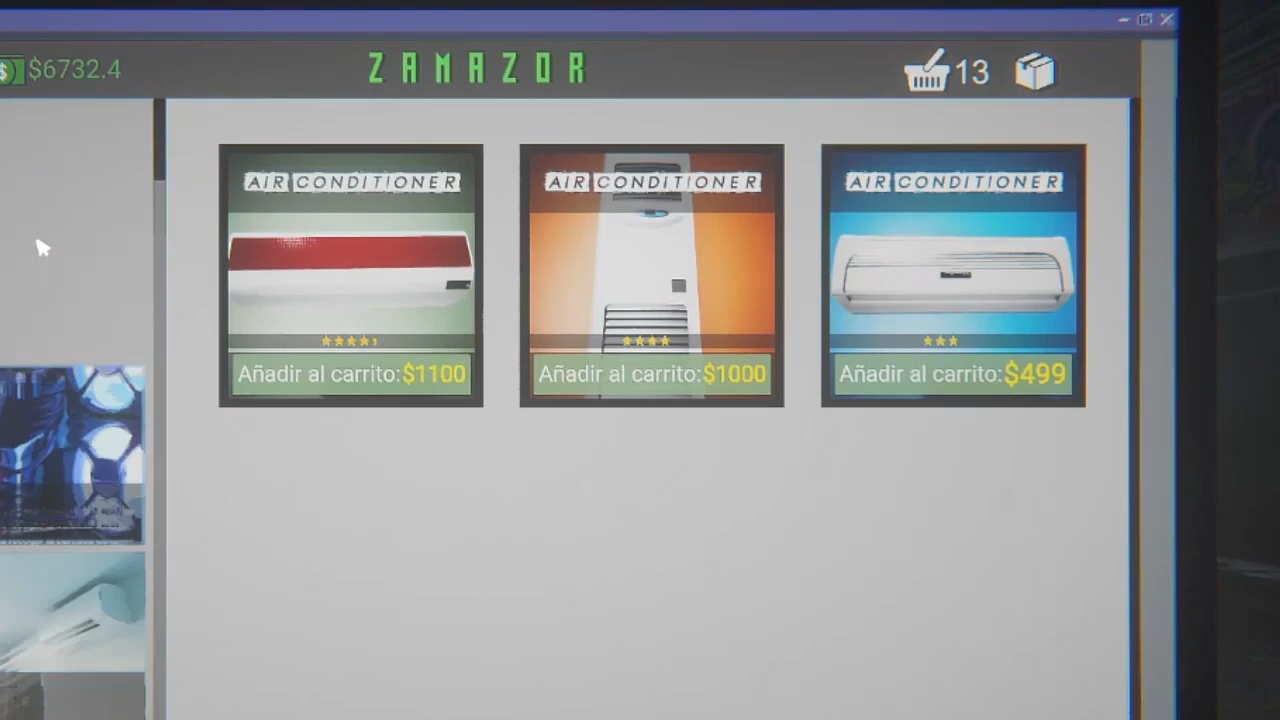 $6732.4
ZAMAZOR
13
AIR CONDITIONER
AIR CONDITIONER
AIR CONDITIONER
Añadir al carrito:$1100
Añadir al carrito:$1000
Añadir al carrito:$499